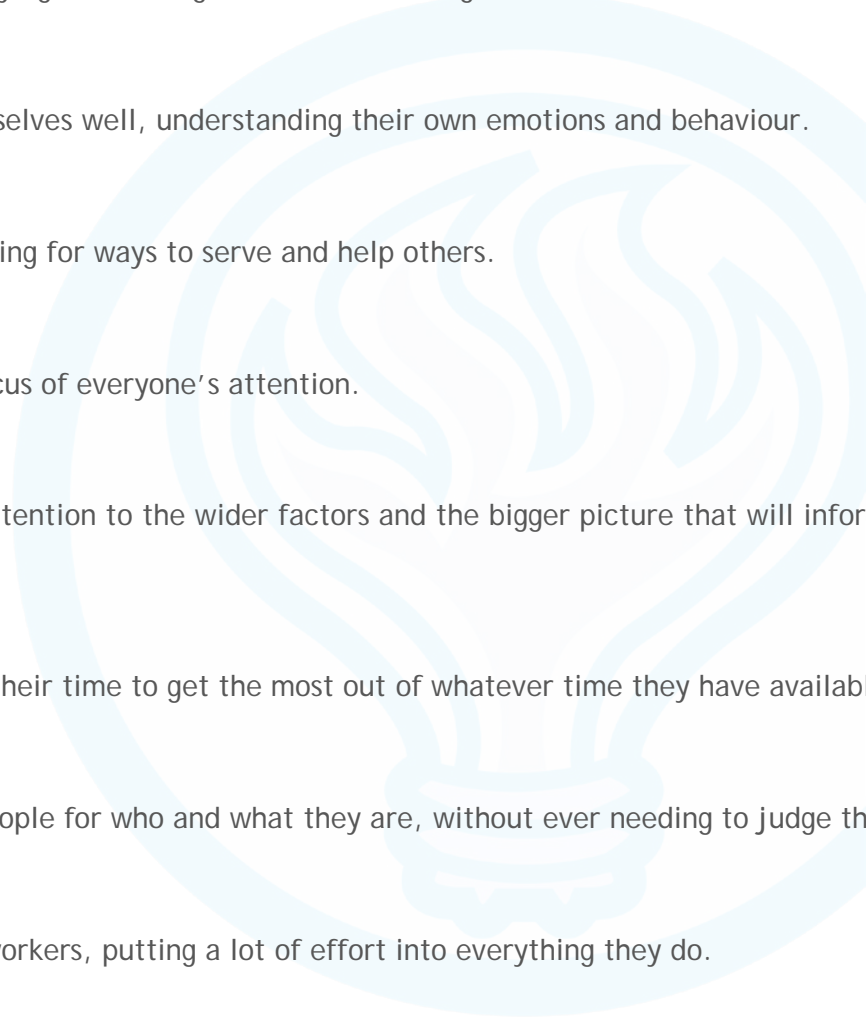 selves well, understanding their own emotions and behaviour.
ing for ways to serve and help others.
cus of everyone’s attention.
tention to the wider factors and the bigger picture that will infor
heir time to get the most out of whatever time they have availabl
ople for who and what they are, without ever needing to judge th
orkers, putting a lot of effort into everything they do.